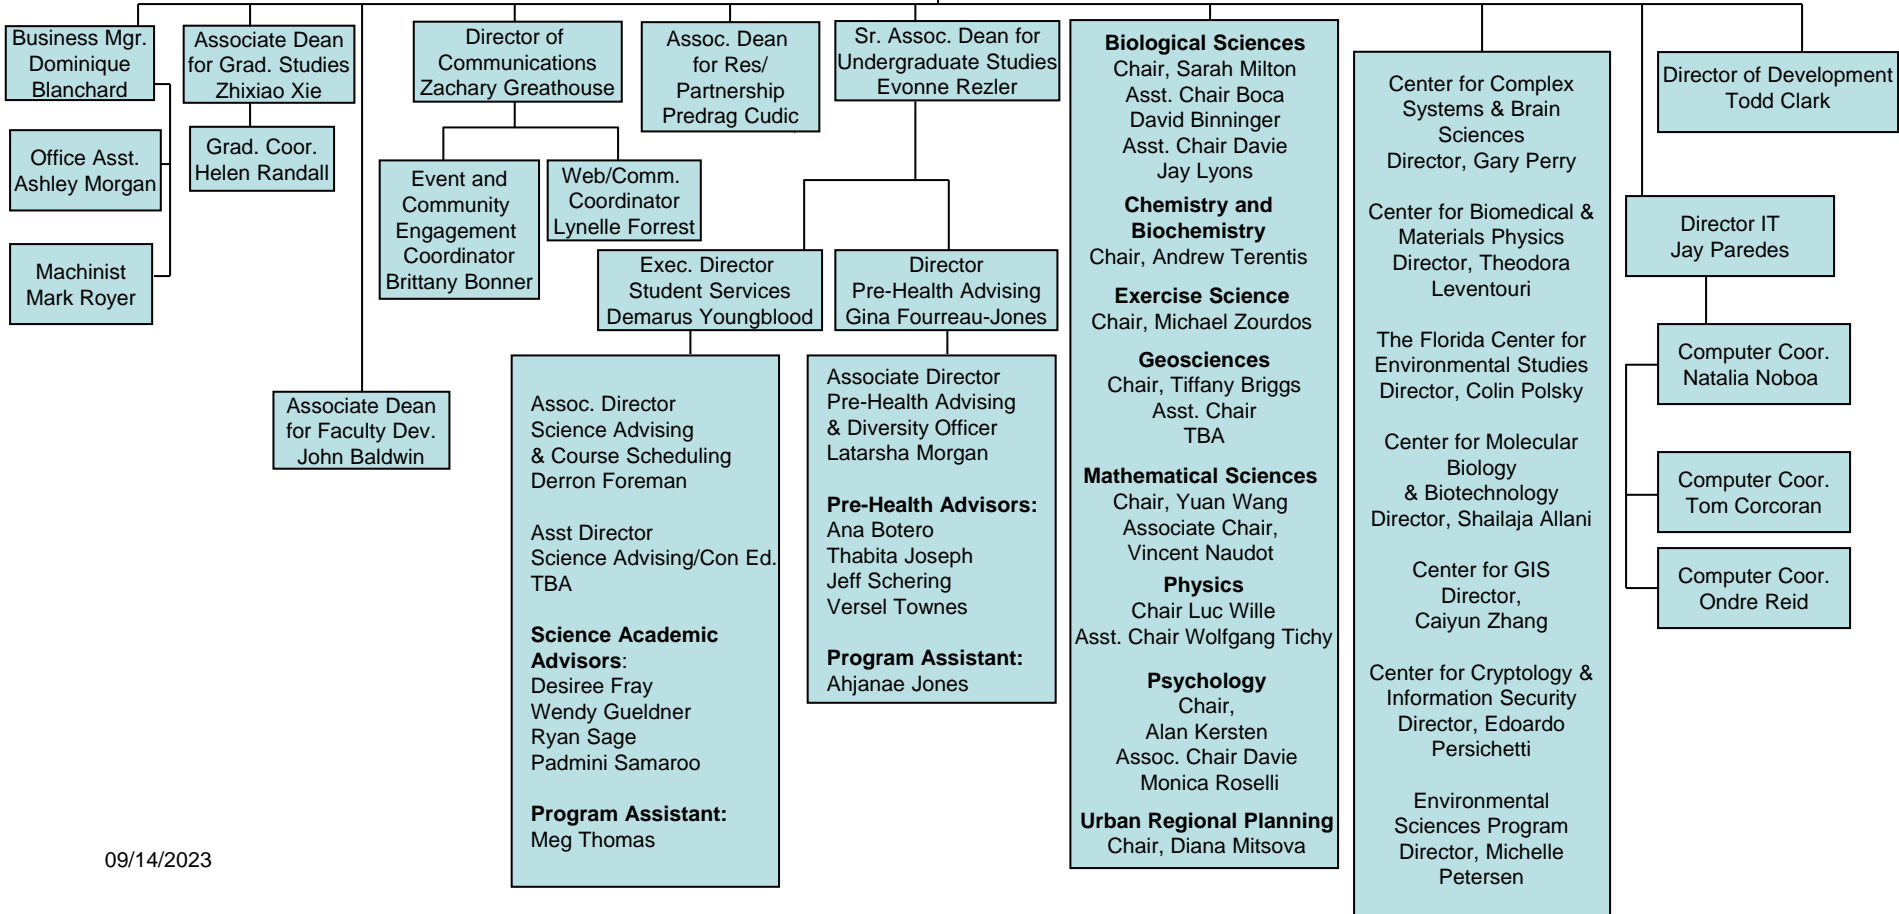 Business Mgr.
Dominique
Blanchard
Office Asst.
Ashley Morgan
Machinist
Mark Royer
Associate Dean
for Grad. Studies
Zhixiao Xie
Grad. Coor.
Helen Randall
Associate Dean
for Faculty Dev.
John Baldwin
Director of
Communications
Zachary Greathouse
Event and
Community
Engagement
Coordinator
Brittany Bonner
Web/Comm.
Coordinator
Lynelle Forrest
Assoc. Dean
for Res/
Partnership
Predrag Cudic
Sr. Assoc. Dean for
Undergraduate Studies
Evonne Rezler
Exec. Director
Student Services
Demarus Youngblood
Assoc. Director
Science Advising
& Course Scheduling
Derron Foreman
Asst Director
Science Advising/Con Ed.
TBA
Science Academic
Advisors:
Desiree Fray
Wendy Gueldner
Ryan Sage
Padmini Samaroo
Program Assistant:
Meg Thomas
Director
Pre-Health Advising
Gina Fourreau-Jones
Associate Director
Pre-Health Advising
& Diversity Officer
Latarsha Morgan
Pre-Health Advisors:
Ana Botero
Thabita Joseph
Jeff Schering
Versel Townes
Program Assistant:
Ahjanae Jones
Biological Sciences
Chair, Sarah Milton
Asst. Chair Boca
David Binninger
Asst. Chair Davie
Jay Lyons
Chemistry and
Biochemistry
Chair, Andrew Terentis
Exercise Science
Chair, Michael Zourdos
Geosciences
Chair, Tiffany Briggs
Asst. Chair
TBA
Mathematical Sciences
Chair, Yuan Wang
Associate Chair,
Vincent Naudot
Physics
Chair Luc Wille
Asst. Chair Wolfgang Tichy
Psychology
Chair,
Alan Kersten
Assoc. Chair Davie
Monica Roselli
Urban Regional Planning
Chair, Diana Mitsova
Center for Complex
Systems & Brain
Sciences
Director, Gary Perry
Center for Biomedical &
Materials Physics
Director, Theodora
Leventouri
The Florida Center for
Environmental Studies
Director, Colin Polsky
Center for Molecular
Biology
& Biotechnology
Director, Shailaja Allani
Center for GIS
Director,
Caiyun Zhang
Center for Cryptology &
Information Security
Director, Edoardo
Persichetti
Environmental
Sciences Program
Director, Michelle
Petersen
Director of Development
Todd Clark
Director IT
Jay Paredes
Computer Coor.
Natalia Noboa
Computer Coor.
Tom Corcoran
Computer Coor.
Ondre Reid
09/14/2023